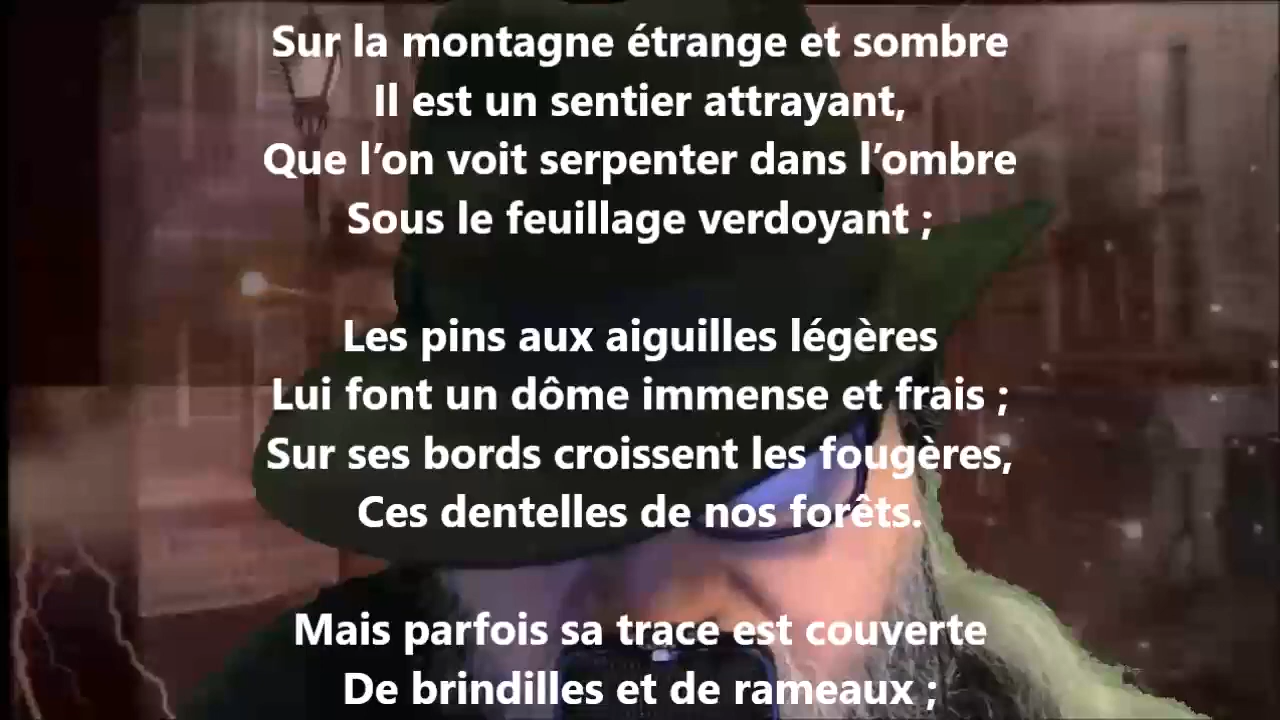 Sur la montagne étrange et sombre
Il est un sentier attrayant,
Que l’on voit serpenter dans l’ombre
Sous le feuillage verdoyant ;
Les pins aux aiguilles légères
Lui font un dôme immense et frais ;
Sur ses bords croissent les fougères,
Ces dentelles de nos forêts.
Mais parfois sa trace est couverte
De brindilles et de rameaux ;